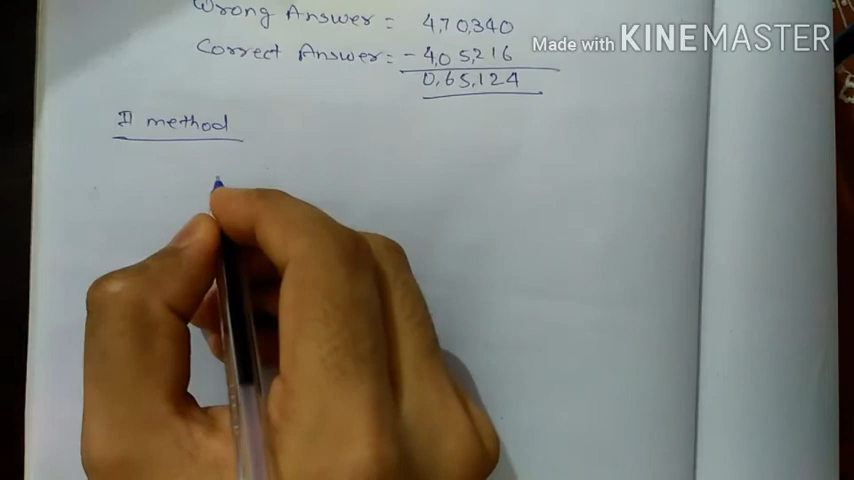 Wrong Answer = 4,70,340
Made with KINEMASTER
Correct Answer = - 4,05,216
0,65,124
II method